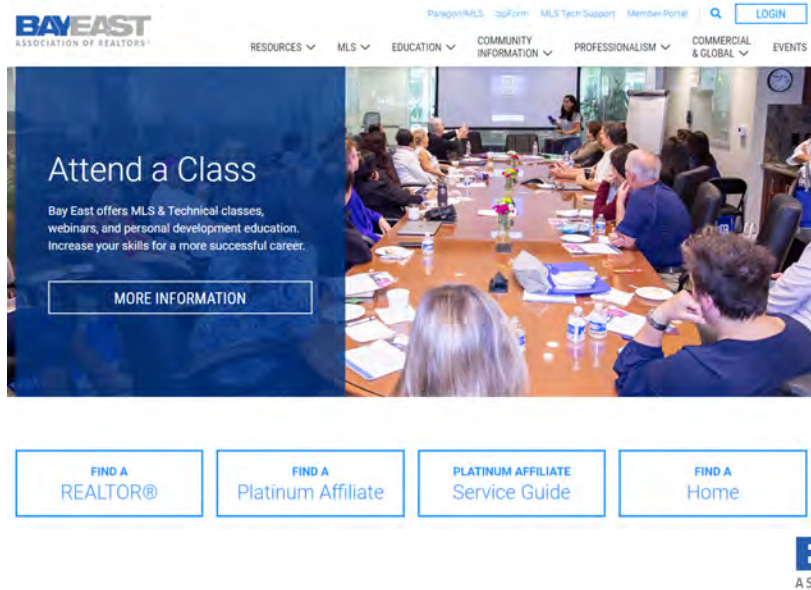 BAYEAST
ASSOCIATION OF REALTORS®
Paragon/MLS zipForm MLS Tech Support Member Portal
LOGIN
RESOURCES MLS EDUCATION COMMUNITY INFORMATION PROFESSIONALISM COMMERCIAL & GLOBAL EVENTS
Attend a Class
Bay East offers MLS & Technical classes,
webinars, and personal development education.
Increase your skills for a more successful career.
MORE INFORMATION
FIND A
REALTOR®
FIND A
Platinum Affiliate
PLATINUM AFFILIATE
Service Guide
FIND A
Home